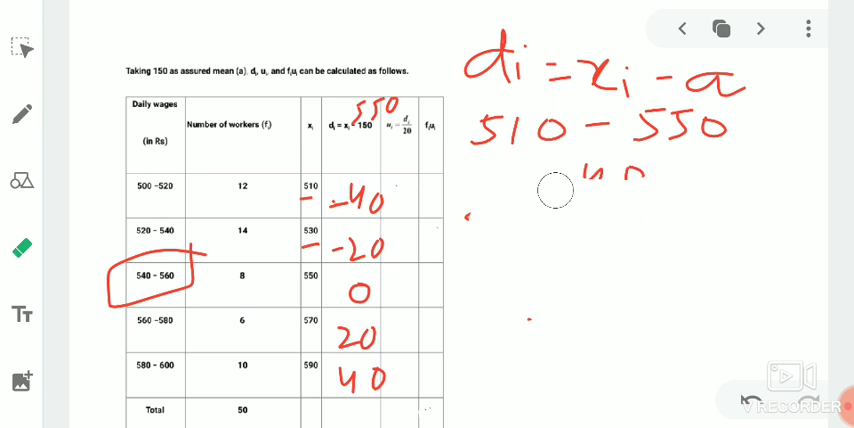 di = xi - a
Taking 150 as assured mean (a), dᵢ, uᵢ, and fᵢuᵢ can be calculated as follows.
550
510 - 550
Daily wages
(in Rs)
Number of workers (fᵢ)
xᵢ
dᵢ = xᵢ - 150
uᵢ = dᵢ/20
fᵢuᵢ
500 -520 12 510 -40
520 - 540 14 530 -20
540 - 560 8 550 0
560 -580 6 570 20
580 - 600 10 590 40
Total 50
Tт
V RECORDER